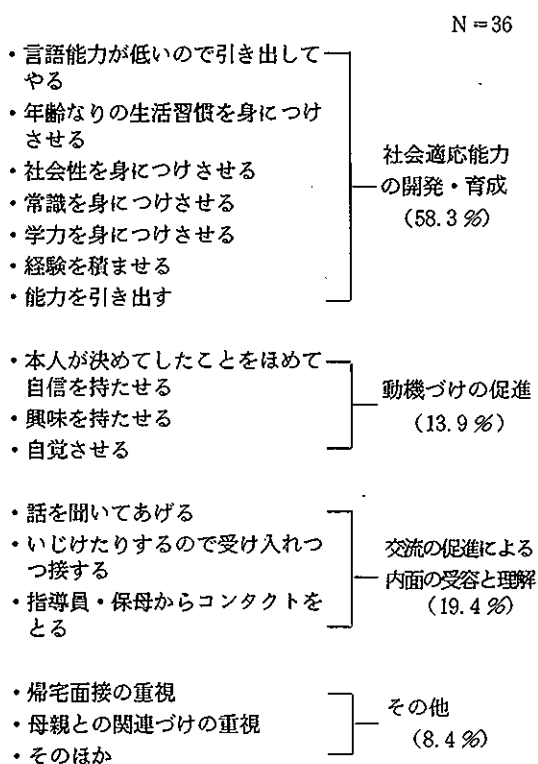 N=36
・言語能力が低いので引き出して
やる
・年齢なりの生活習慣を身につけ
させる
・社会性を身につけさせる
・常識を身につけさせる
・学力を身につけさせる
・経験を積ませる
・能力を引き出す
社会適応能力
の開発・育成
(58.3%)
・本人が決めてしたことをほめて
自信を持たせる
・興味を持たせる
・自覚させる
動機づけの促進
(13.9%)
・話を聞いてあげる
・いじけたりするので受け入れつ
つ接する
・指導員・保母からコンタクトを
とる
交流の促進による
内面の受容と理解
(19.4%)
・帰宅面接の重視
・母親との関連づけの重視
・そのほか
その他
(8.4%)